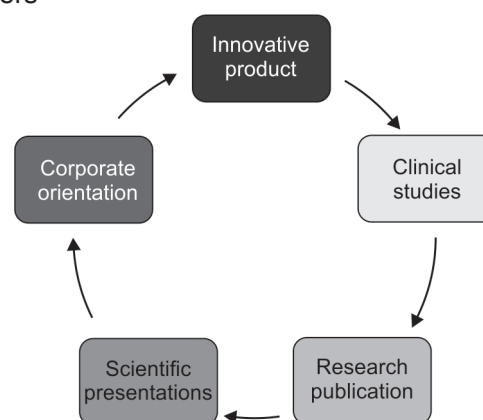 Innovative
product
Clinical
studies
Research
publication
Scientific
presentations
Corporate
orientation